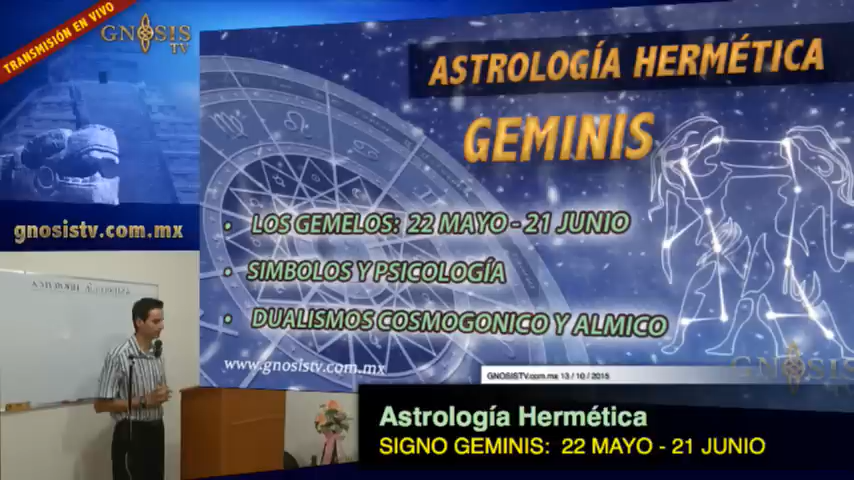 TRANSMISIÓN EN VIVO
GNOSIS
TV
gnosistv.com.mx
ASTROLOGÍA HERMÉTICA
GEMINIS
• LOS GEMELOS: 22 MAYO - 21 JUNIO
• SIMBOLOS Y PSICOLOGÍA
• DUALISMOS COSMOGONICO Y ALMICO
www.gnosistv.com.mx
GNOSISTV.com.mx 13 / 10 / 2015
GNOSIS
Astrología Hermética
SIGNO GEMINIS: 22 MAYO - 21 JUNIO